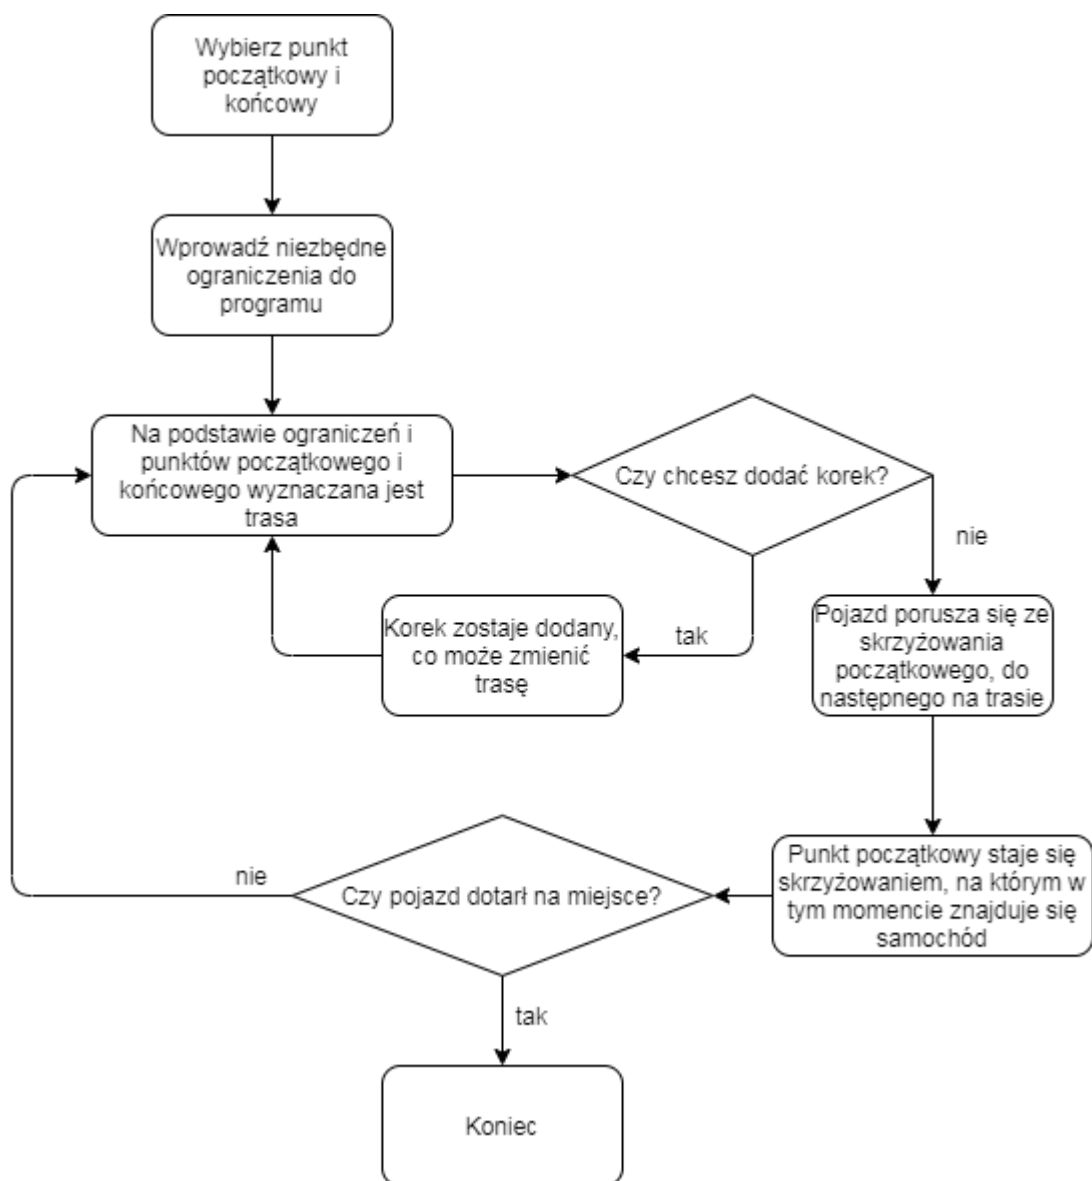 Wybierz punkt
początkowy i
końcowy
Wprowadź niezbędne
ograniczenia do
programu
Na podstawie ograniczeń i
punktów początkowego i
końcowego wyznaczana jest
trasa
Czy chcesz dodać korek?
nie
tak
Korek zostaje dodany,
co może zmienić
trasę
Pojazd porusza się ze
skrzyżowania
początkowego, do
następnego na trasie
Punkt początkowy staje się
skrzyżowaniem, na którym w
tym momencie znajduje się
samochód
Czy pojazd dotarł na miejsce?
nie
tak
Koniec